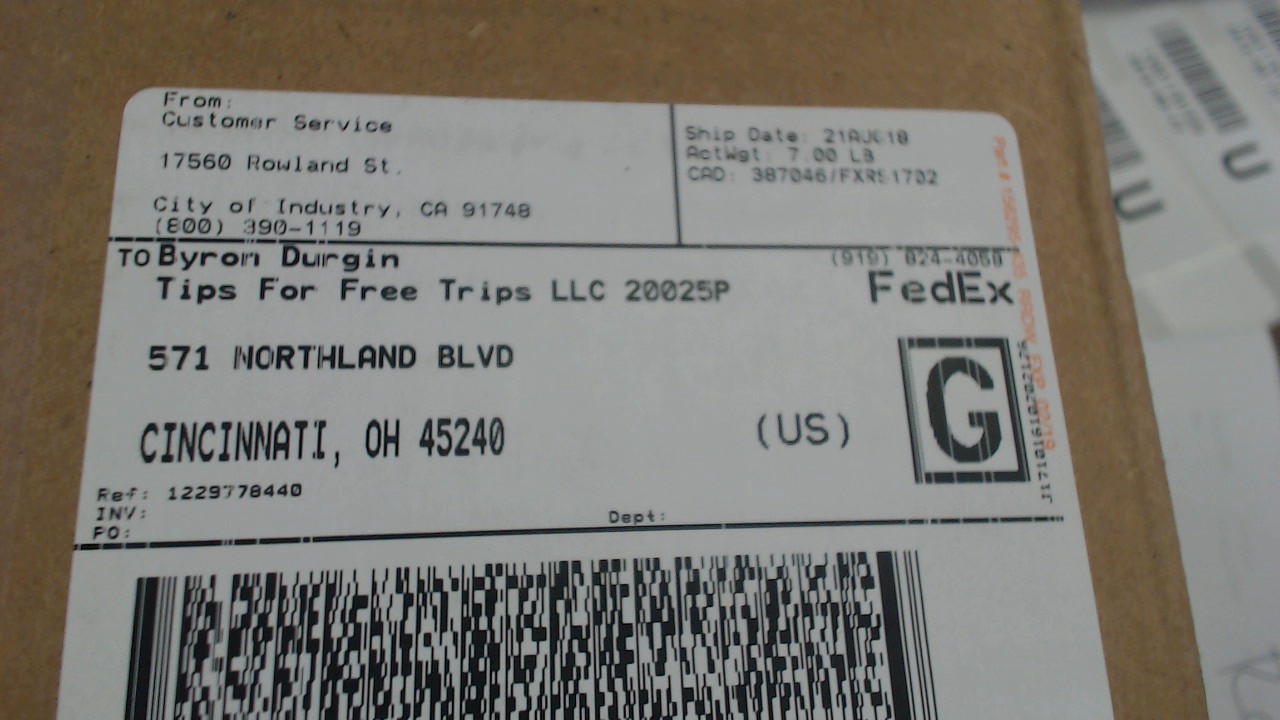 From:
Customer Service
17560 Rowland St.
City of Industry, CA 91748
(800) 390-1119
Ship Date: 21AUG18
ActWgt: 7.00 LB
CAD: 387046/FXRS1702
TO Byron Durgin
(919) 824-4050
Tips For Free Trips LLC 20025P
FedEx
571 NORTHLAND BLVD
G
CINCINNATI, OH 45240
(US)
Ref: 1229778440
INV:
PO:
Dept:
U
U